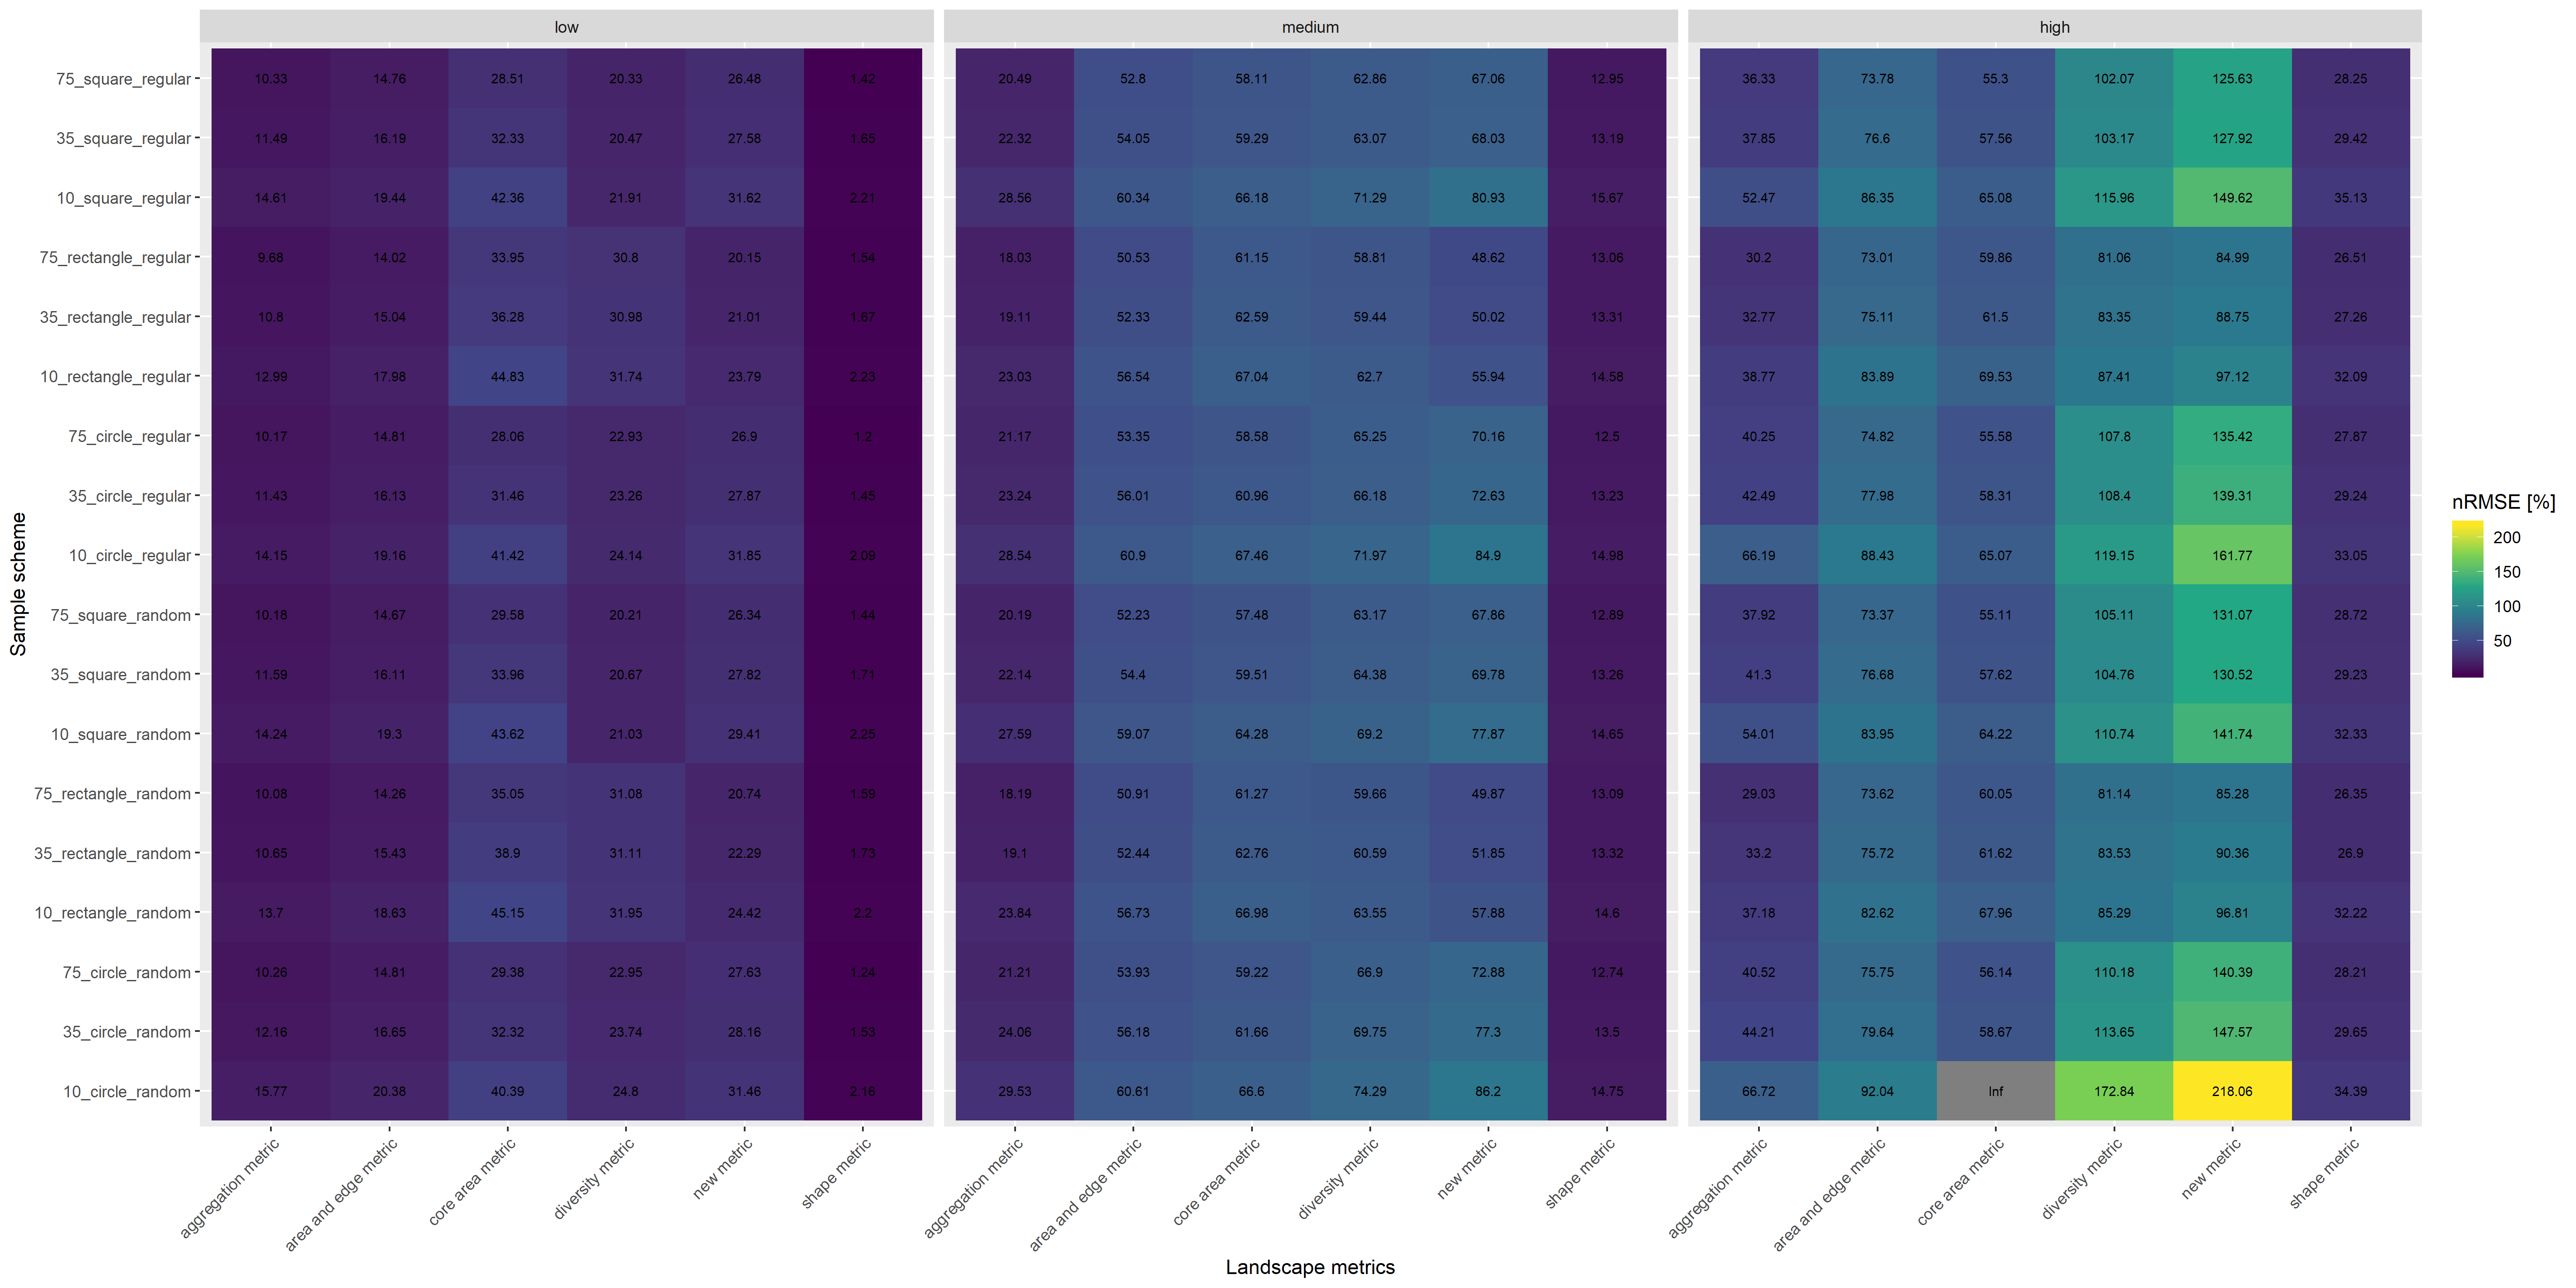 low medium high
75_square_regular 10.33 14.76 28.51 20.33 26.48 1.42 20.49 52.8 58.11 62.86 67.06 12.95 36.33 73.78 55.3 102.07 125.63 28.25
35_square_regular 11.49 16.19 32.33 20.47 27.58 1.65 22.32 54.05 59.29 63.07 68.03 13.19 37.85 76.6 57.56 103.17 127.92 29.42
10_square_regular 14.61 19.44 42.36 21.91 31.62 2.21 28.56 60.34 66.18 71.29 80.93 15.67 52.47 86.35 65.08 115.96 149.62 35.13
75_rectangle_regular 9.68 14.02 33.95 30.8 20.15 1.54 18.03 50.53 61.15 58.81 48.62 13.06 30.2 73.01 59.86 81.06 84.99 26.51
35_rectangle_regular 10.8 15.04 36.28 30.98 21.01 1.67 19.11 52.33 62.59 59.44 50.02 13.31 32.77 75.11 61.5 83.35 88.75 27.26
10_rectangle_regular 12.99 17.98 44.83 31.74 23.79 2.23 23.03 56.54 67.04 62.7 55.94 14.58 38.77 83.89 69.53 87.41 97.12 32.09
75_circle_regular 10.17 14.81 28.06 22.93 26.9 1.2 21.17 53.35 58.58 65.25 70.16 12.5 40.25 74.82 55.58 107.8 135.42 27.87
35_circle_regular 11.43 16.13 31.46 23.26 27.87 1.45 23.24 56.01 60.96 66.18 72.63 13.23 42.49 77.98 58.31 108.4 139.31 29.24
10_circle_regular 14.15 19.16 41.42 24.14 31.85 2.09 28.54 60.9 67.46 71.97 84.9 14.98 66.19 88.43 65.07 119.15 161.77 33.05
75_square_random 10.18 14.67 29.58 20.21 26.34 1.44 20.19 52.23 57.48 63.17 67.86 12.89 37.92 73.37 55.11 105.11 131.07 28.72
35_square_random 11.59 16.11 33.96 20.67 27.82 1.71 22.14 54.4 59.51 64.38 69.78 13.26 41.3 76.68 57.62 104.76 130.52 29.23
10_square_random 14.24 19.3 43.62 21.03 29.41 2.25 27.59 59.07 64.28 69.2 77.87 14.65 54.01 83.95 64.22 110.74 141.74 32.33
75_rectangle_random 10.08 14.26 35.05 31.08 20.74 1.59 18.19 50.91 61.27 59.66 49.87 13.09 29.03 73.62 60.05 81.14 85.28 26.35
35_rectangle_random 10.65 15.43 38.9 31.11 22.29 1.73 19.1 52.44 62.76 60.59 51.85 13.32 33.2 75.72 61.62 83.53 90.36 26.9
10_rectangle_random 13.7 18.63 45.15 31.95 24.42 2.2 23.84 56.73 66.98 63.55 57.88 14.6 37.18 82.62 67.96 85.29 96.81 32.22
75_circle_random 10.26 14.81 29.38 22.95 27.63 1.24 21.21 53.93 59.22 66.9 72.88 12.74 40.52 75.75 56.14 110.18 140.39 28.21
35_circle_random 12.16 16.65 32.32 23.74 28.16 1.53 24.06 56.18 61.66 69.75 77.3 13.5 44.21 79.64 58.67 113.65 147.57 29.65
10_circle_random 15.77 20.38 40.39 24.8 31.46 2.16 29.53 60.61 66.6 74.29 86.2 14.75 66.72 92.04 Inf 172.84 218.06 34.39
aggregation metric area and edge metric core area metric diversity metric new metric shape metric aggregation metric area and edge metric core area metric diversity metric new metric shape metric aggregation metric area and edge metric core area metric diversity metric new metric shape metric
Landscape metrics
Sample scheme
nRMSE [%]
200
150
100
50